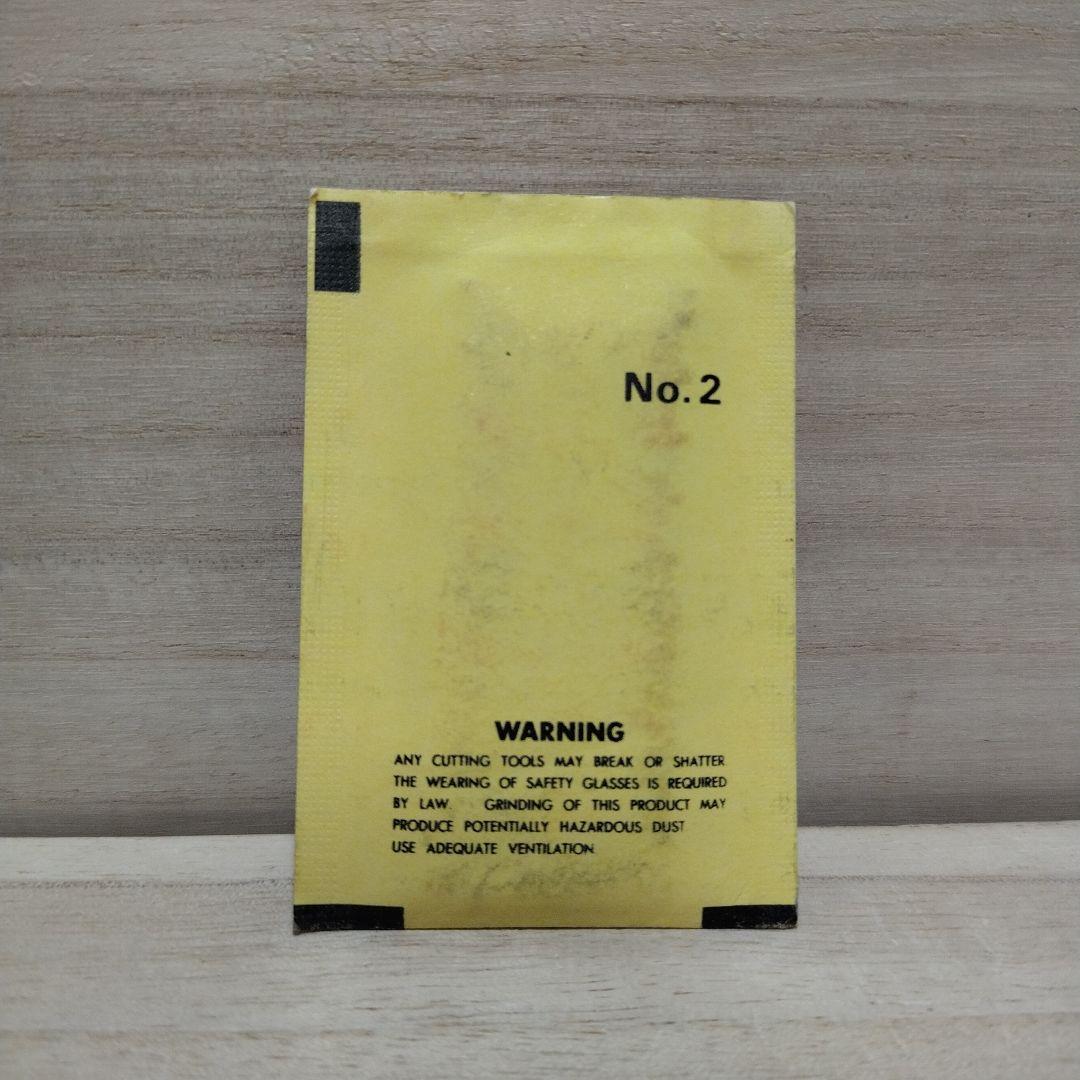 No. 2
WARNING
ANY CUTTING TOOLS MAY BREAK OR SHATTER
THE WEARING OF SAFETY GLASSES IS REQUIRED
BY LAW. GRINDING OF THIS PRODUCT MAY
PRODUCE POTENTIALLY HAZARDOUS DUST
USE ADEQUATE VENTILATION.